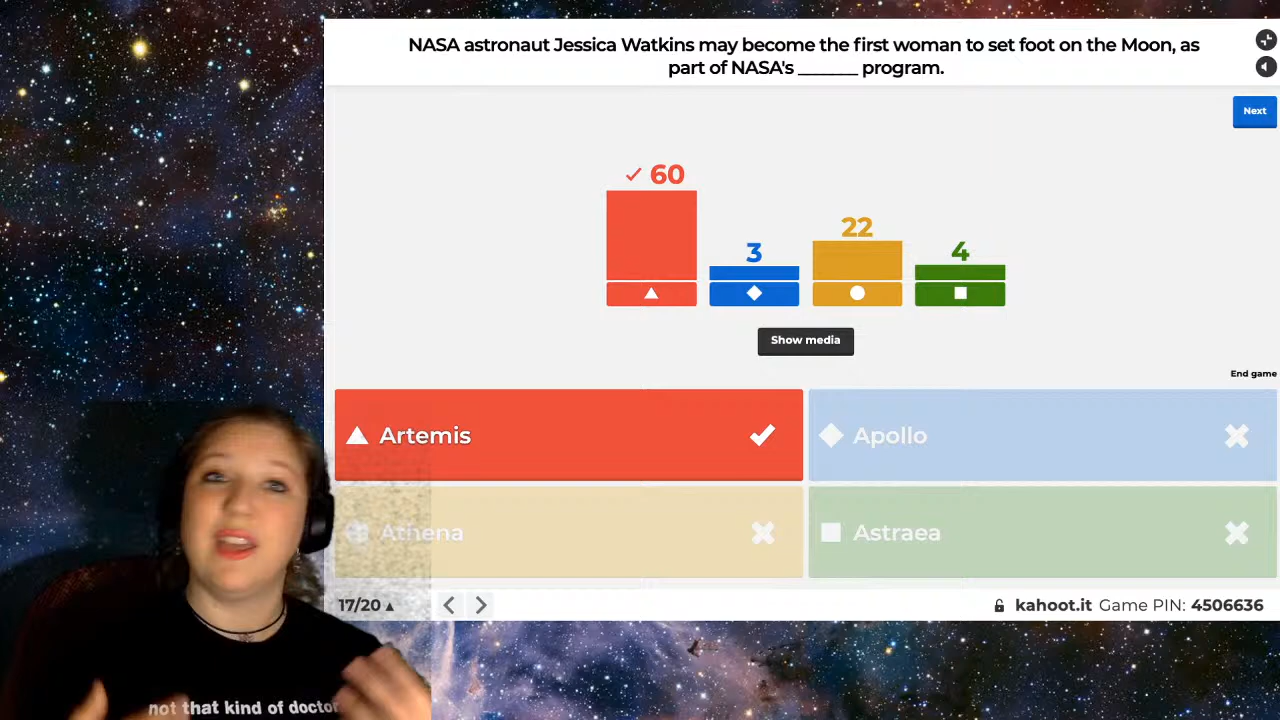 NASA astronaut Jessica Watkins may become the first woman to set foot on the Moon, as
part of NASA's _______ program.
Next
60
3
22
4
Show media
End game
Artemis
Apollo
Athena
Astraea
17/20
kahoot.it Game PIN: 4506636
not that kind of doctor